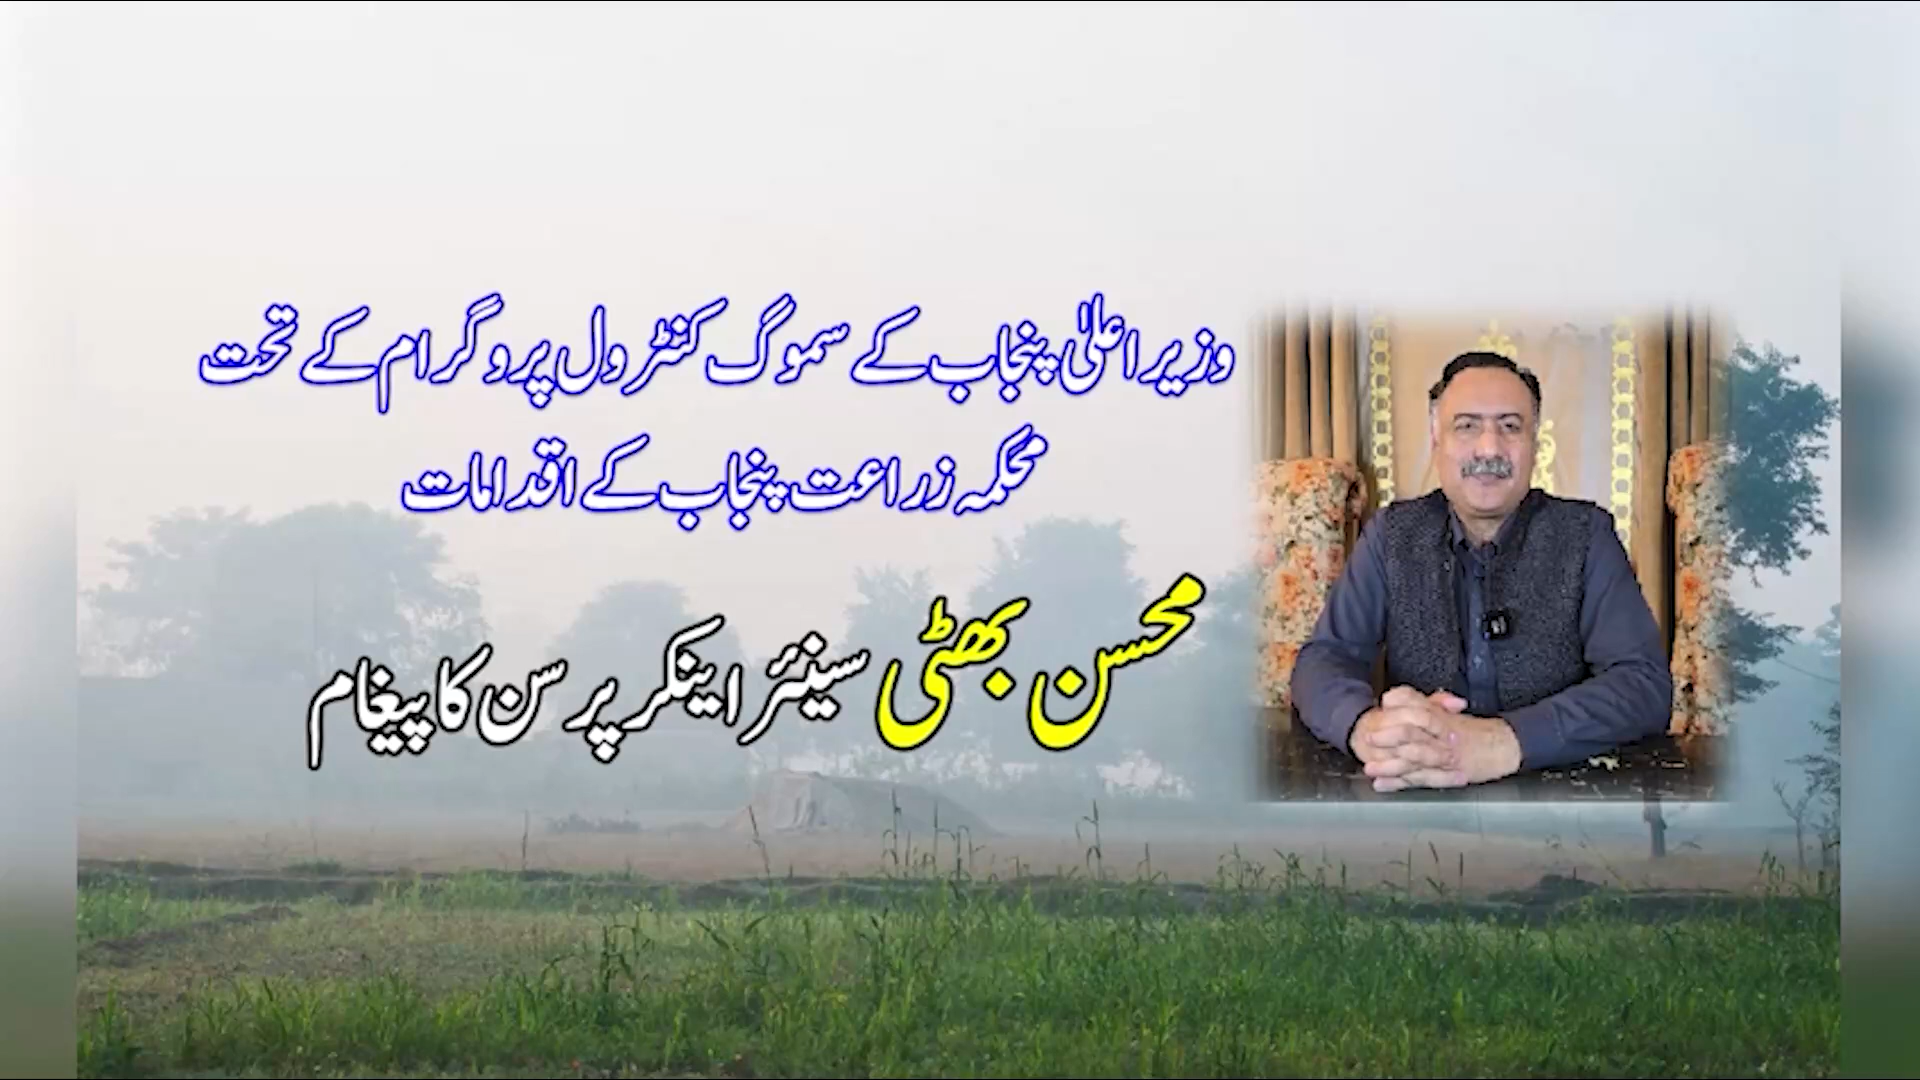 وزیر اعلیٰ پنجاب کے سموگ کنٹرول پروگرام کے تحت
محکمہ زراعت پنجاب کے اقدامات
محسن بھٹی سینئر اینکر پرسن کا پیغام